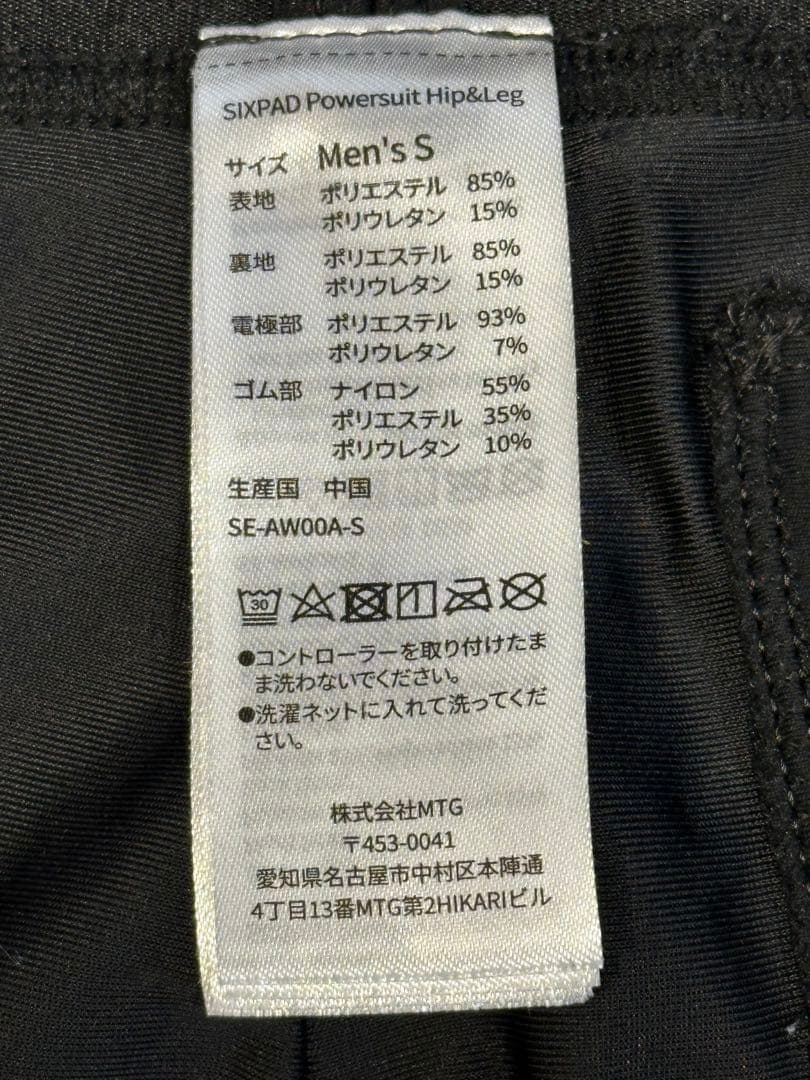 SIXPAD Powersuit Hip&Leg
サイズ Men's S
表地 ポリエステル 85%
ポリウレタン 15%
裏地 ポリエステル 85%
ポリウレタン 15%
電極部 ポリエステル 93%
ポリウレタン 7%
ゴム部 ナイロン 55%
ポリエステル 35%
ポリウレタン 10%
生産国 中国
SE-AW00A-S
30
●コントローラーを取り付けたま
ま洗わないでください。
●洗濯ネットに入れて洗ってくだ
さい。
株式会社MTG
〒453-0041
愛知県名古屋市中村区本陣通
4丁目13番MTG第2HIKARIビル